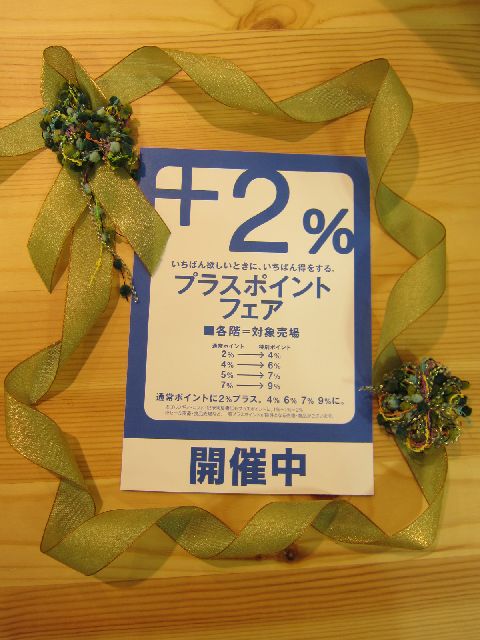 +2%
いちばん欲しいときに、いちばん得をする。
プラスポイント
フェア
■各階=対象売場
通常ポイント 特別ポイント
2% → 4%
4% → 6%
5% → 7%
7% → 9%
通常ポイントに2%プラス。4% 6% 7% 9%に。
開催中